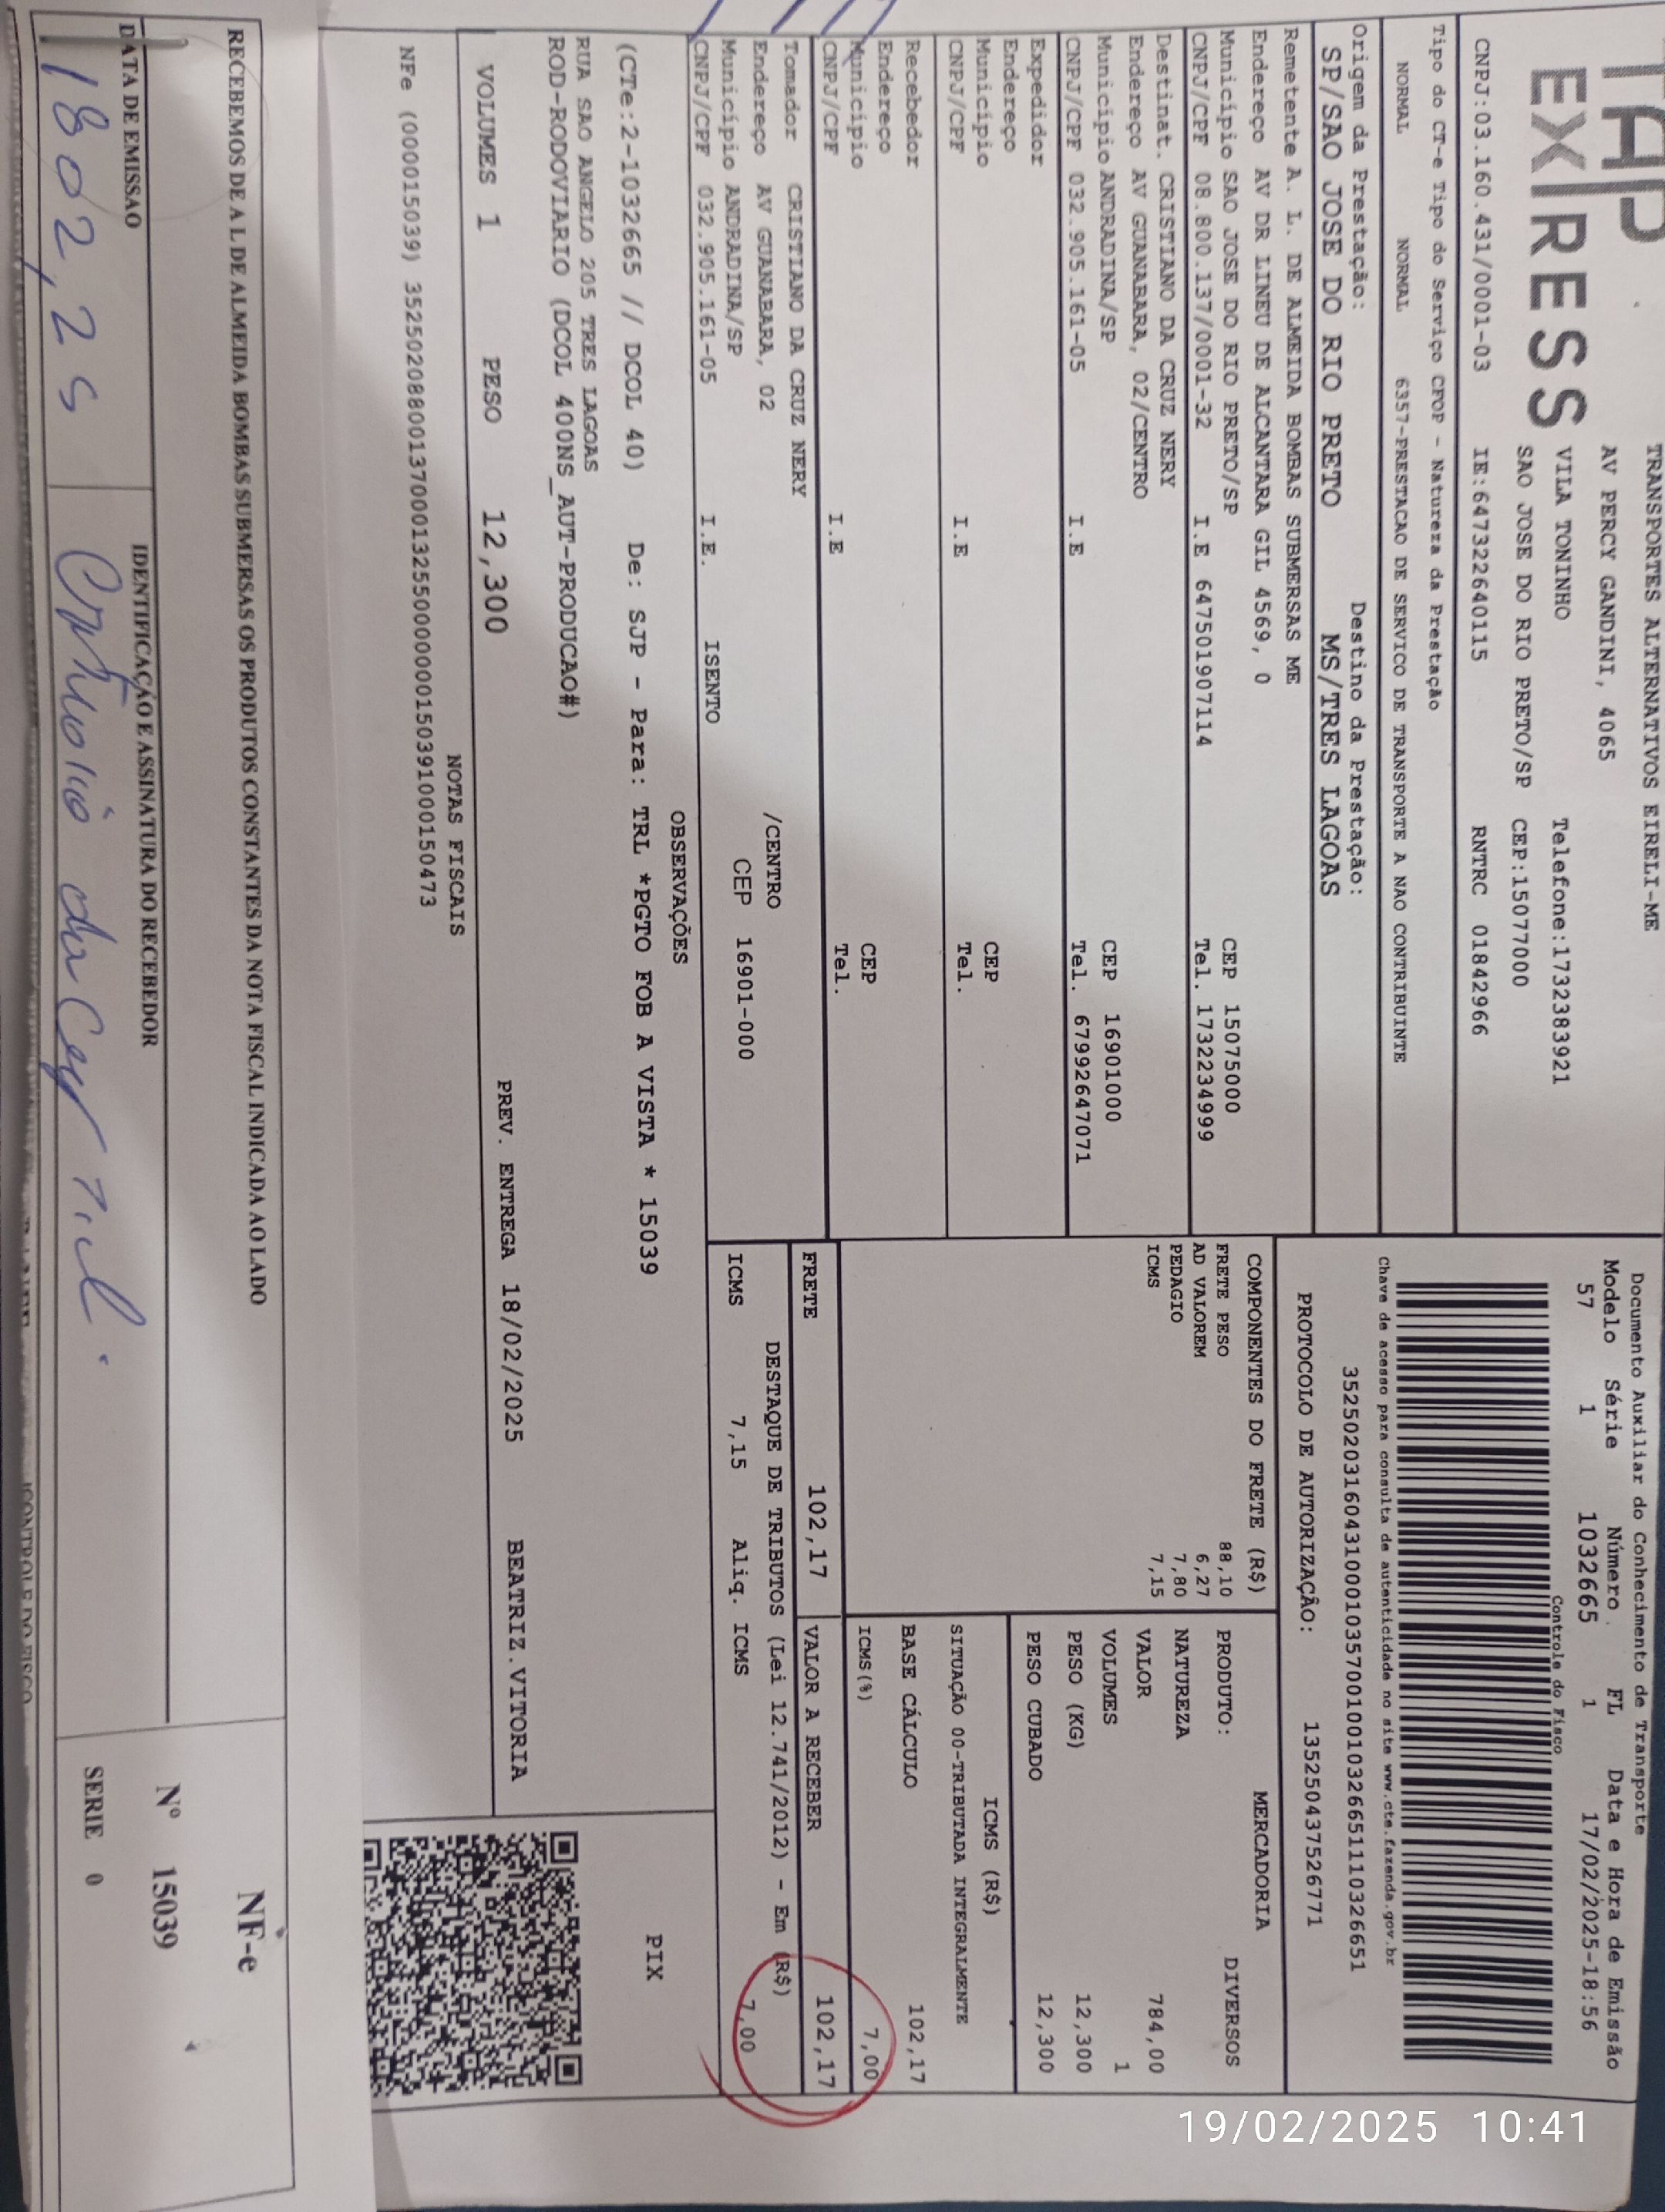 TAP
EXPRESS
TRANSPORTES ALTERNATIVOS EIRELI-ME
AV PERCY GANDINI, 4065
VILA TONINHO Telefone:1732383921
SAO JOSE DO RIO PRETO/SP CEP:15077000
CNPJ:03.160.431/0001-03 IE:647322640115 RNTRC 01842966
Documento Auxiliar do Conhecimento de Transporte
Modelo Série Número FL Data e Hora de Emissão
57 1 1032665 1 17/02/2025-18:56
Controle do Fisco
Chave de acesso para consulta de autenticidade no site www.cte.fazenda.gov.br
35250203160431000103570010010326651110326651
PROTOCOLO DE AUTORIZAÇÃO: 135250437526771
Tipo do CT-e Tipo do Serviço CFOP - Natureza da Prestação
NORMAL NORMAL 6357-PRESTACAO DE SERVICO DE TRANSPORTE A NAO CONTRIBUINTE
Origem da Prestação: Destino da Prestação:
SP/SAO JOSE DO RIO PRETO MS/TRES LAGOAS
Remetente A. L. DE ALMEIDA BOMBAS SUBMERSAS ME
Endereço AV DR LINEU DE ALCANTARA GIL 4569, 0
Município SAO JOSE DO RIO PRETO/SP CEP 15075000
CNPJ/CPF 08.800.137/0001-32 I.E 647501907114 Tel. 1732234999
Destinat. CRISTIANO DA CRUZ NERY
Endereço AV GUANABARA, 02/CENTRO
Município ANDRADINA/SP CEP 16901000
CNPJ/CPF 032.905.161-05 I.E Tel. 67992647071
Expedidor
Endereço
Município CEP
CNPJ/CPF I.E Tel.
Recebedor
Endereço
Município CEP
CNPJ/CPF I.E Tel.
Tomador CRISTIANO DA CRUZ NERY
Endereço AV GUANABARA, 02 /CENTRO
Município ANDRADINA/SP CEP 16901-000
CNPJ/CPF 032.905.161-05 I.E. ISENTO
COMPONENTES DO FRETE (R$)
FRETE PESO 88,10
AD VALOREM 6,27
PEDAGIO 7,80
ICMS 7,15
MERCADORIA
PRODUTO: DIVERSOS
NATUREZA
VALOR 784,00
VOLUMES 1
PESO (KG) 12,300
PESO CUBADO 12,300
ICMS (R$)
SITUAÇÃO 00-TRIBUTADA INTEGRALMENTE
BASE CÁLCULO 102,17
ICMS(%) 7,00
FRETE 102,17 VALOR A RECEBER 102,17
DESTAQUE DE TRIBUTOS (Lei 12.741/2012) - Em (R$)
ICMS 7,15 Aliq. ICMS 7,00
OBSERVAÇÕES
(CTe:2-1032665 // DCOL 40) De: SJP - Para: TRL *PGTO FOB A VISTA * 15039
RUA SAO ANGELO 205 TRES LAGOAS
ROD-RODOVIARIO (DCOL 400NS_AUT-PRODUCAO#)
PIX
VOLUMES 1 PESO 12,300 PREV. ENTREGA 18/02/2025 BEATRIZ.VITORIA
NOTAS FISCAIS
NFe (000015039) 35250208800137000132550000000150391000150473
RECEBEMOS DE A L DE ALMEIDA BOMBAS SUBMERSAS OS PRODUTOS CONSTANTES DA NOTA FISCAL INDICADA AO LADO
DATA DE EMISSAO IDENTIFICAÇÃO E ASSINATURA DO RECEBEDOR
NF-e
Nº 15039
SERIE 0
CONTROLE DO FISCO
19/02/2025 10:41